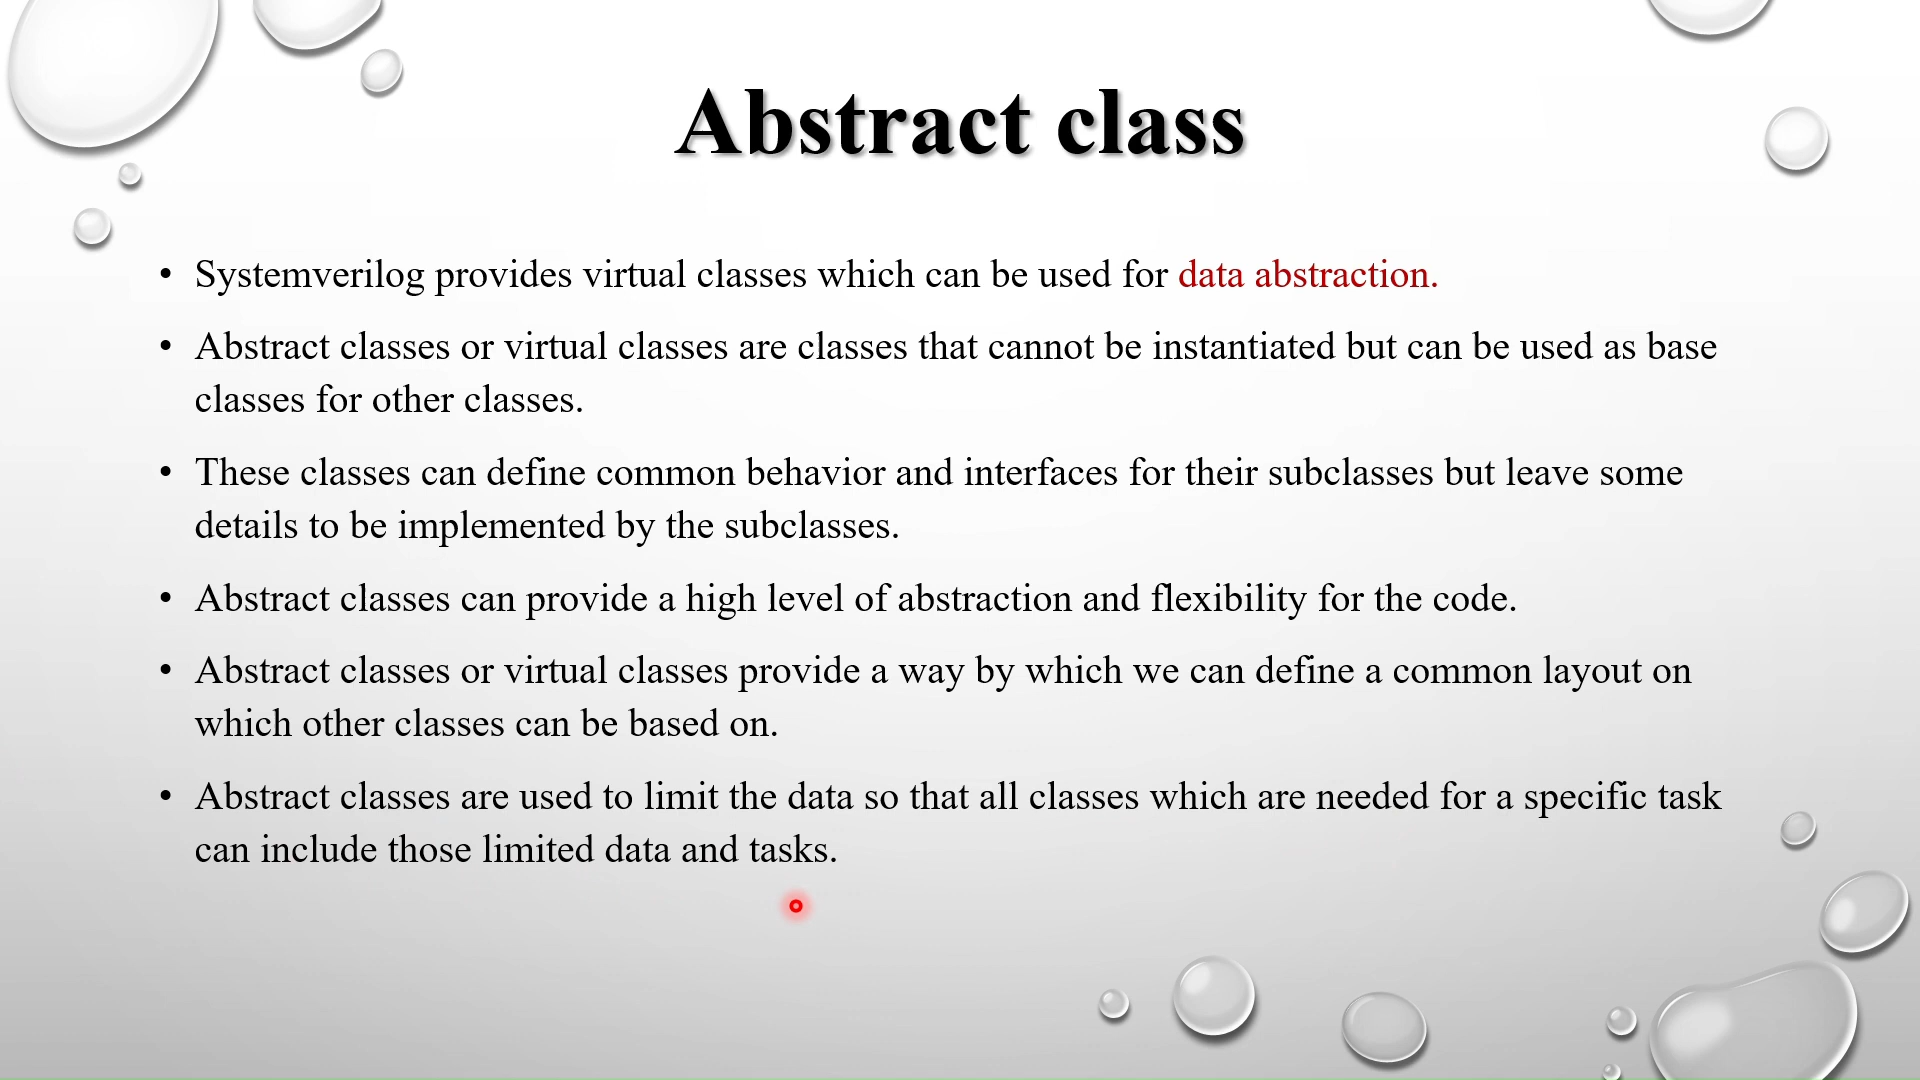 Abstract class
• Systemverilog provides virtual classes which can be used for data abstraction.
• Abstract classes or virtual classes are classes that cannot be instantiated but can be used as base
classes for other classes.
• These classes can define common behavior and interfaces for their subclasses but leave some
details to be implemented by the subclasses.
• Abstract classes can provide a high level of abstraction and flexibility for the code.
• Abstract classes or virtual classes provide a way by which we can define a common layout on
which other classes can be based on.
• Abstract classes are used to limit the data so that all classes which are needed for a specific task
can include those limited data and tasks.